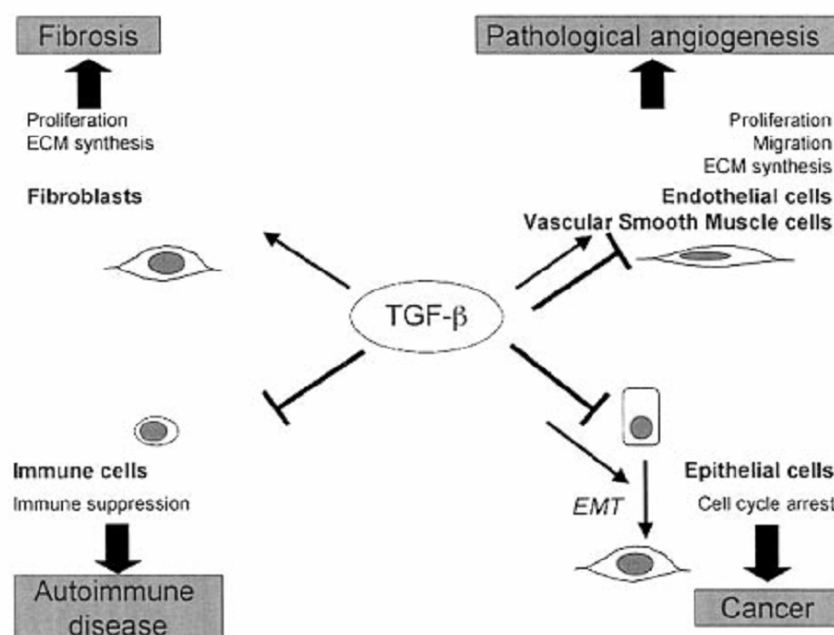 Fibrosis
Proliferation
ECM synthesis
Fibroblasts
Pathological angiogenesis
Proliferation
Migration
ECM synthesis
Endothelial cells
Vascular Smooth Muscle cells
TGF-β
Immune cells
Immune suppression
Autoimmune
disease
Epithelial cells
Cell cycle arrest
EMT
Cancer